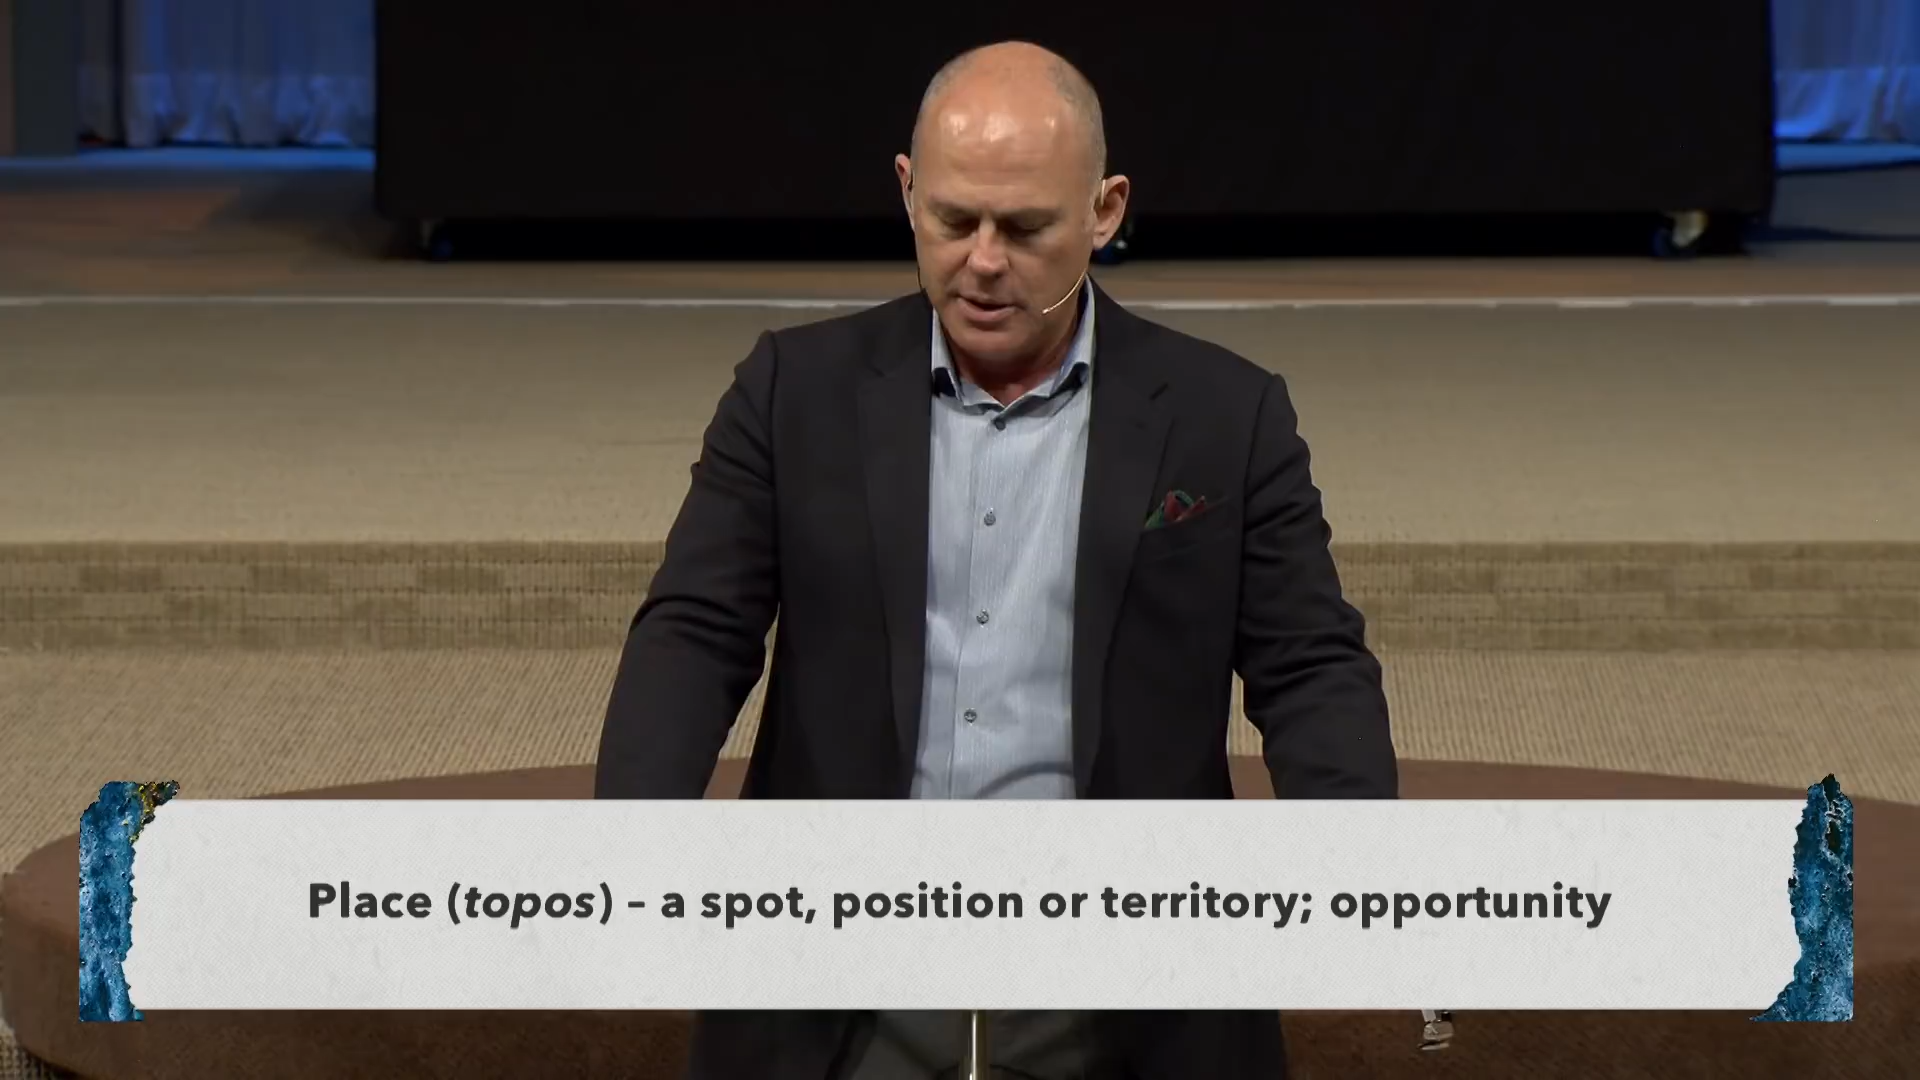 Place (topos) – a spot, position or territory; opportunity